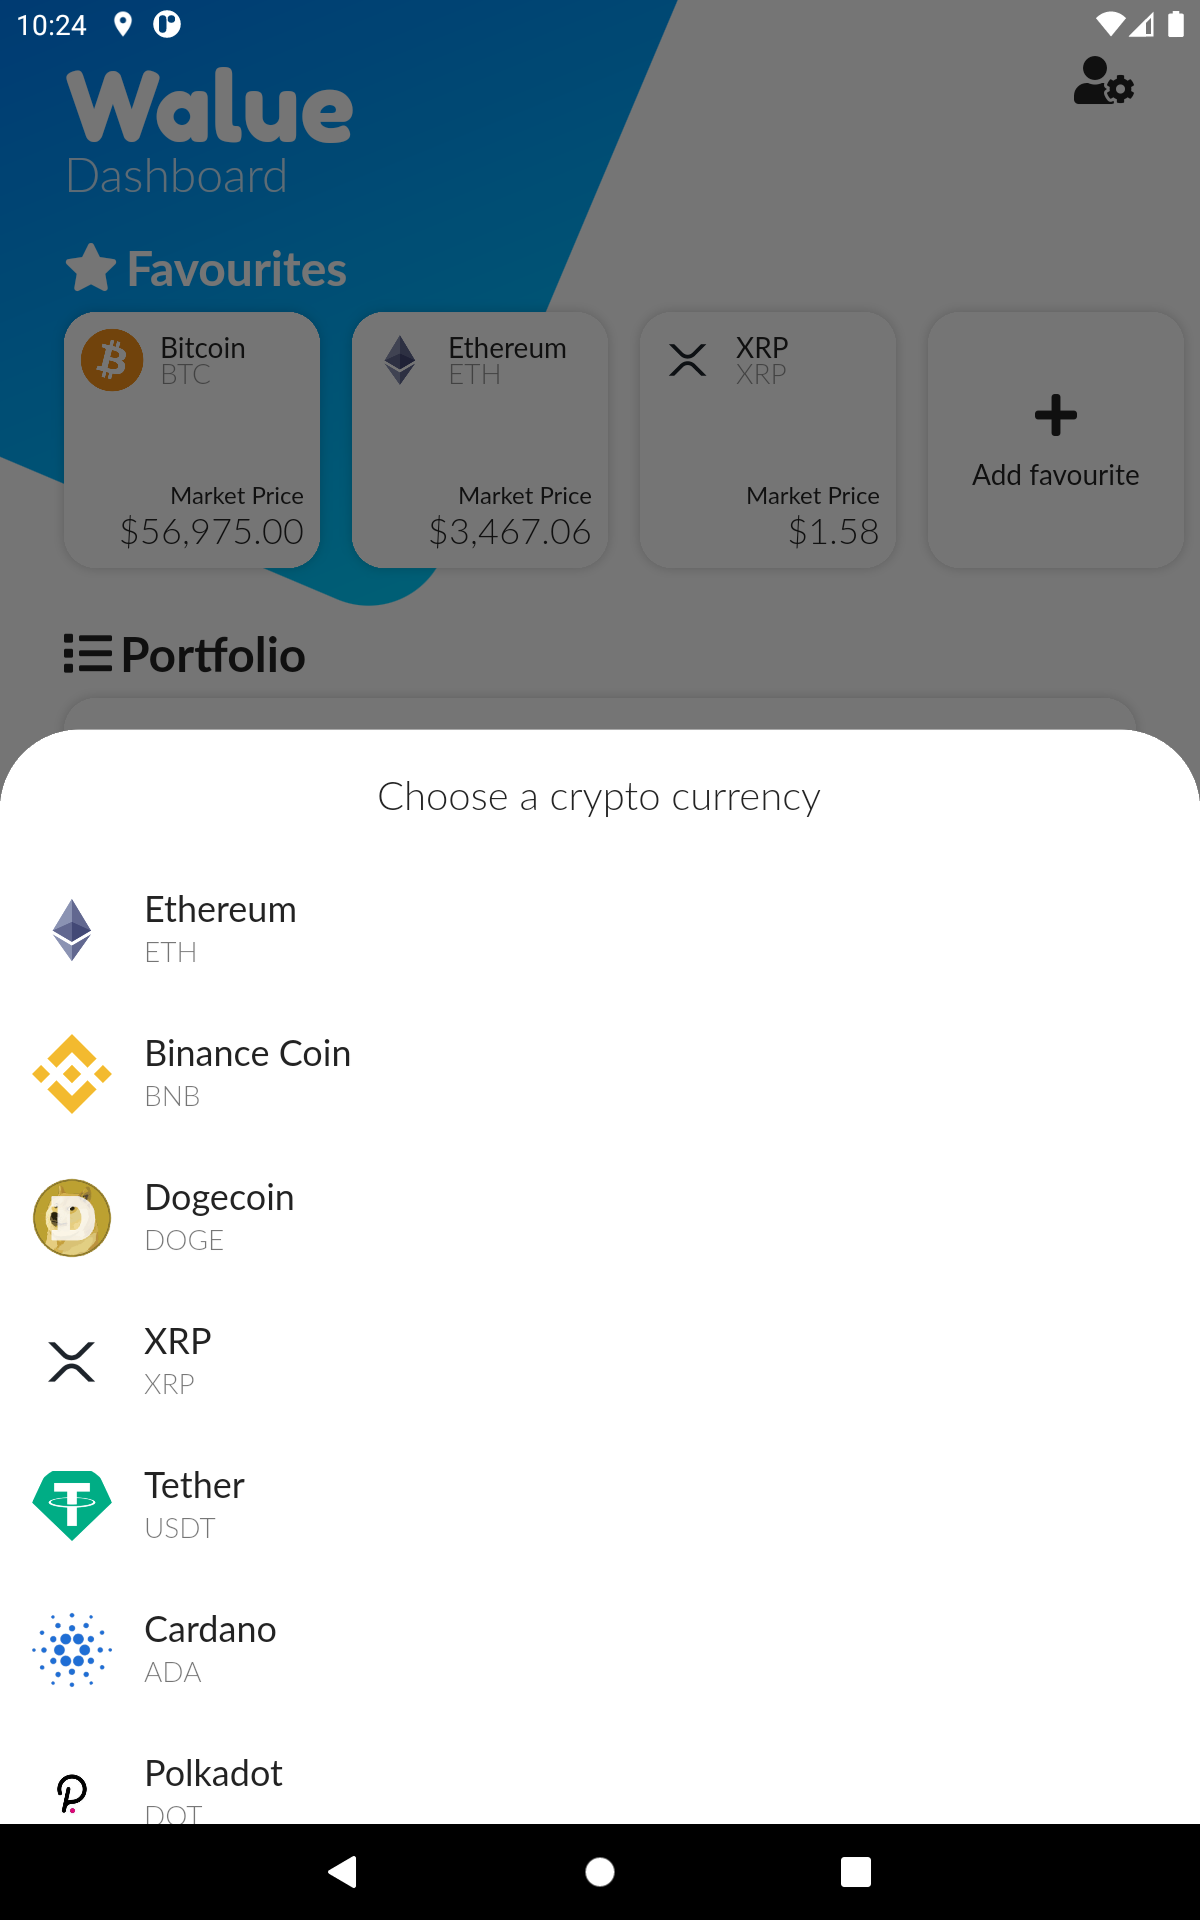 10:24
Walue
Dashboard
Favourites
Bitcoin
BTC
Market Price
$56,975.00
Ethereum
ETH
Market Price
$3,467.06
XRP
XRP
Market Price
$1.58
Add favourite
Portfolio
Choose a crypto currency
Ethereum
ETH
Binance Coin
BNB
Dogecoin
DOGE
XRP
XRP
Tether
USDT
Cardano
ADA
Polkadot
DOT